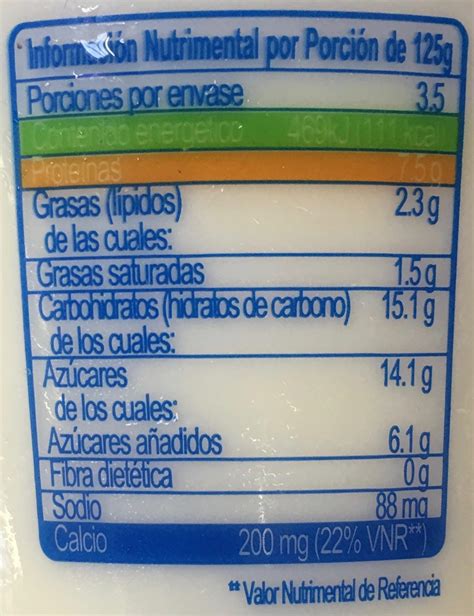 Información Nutrimental por Porción de 125g
Porciones por envase 3.5
Contenido energético 469kJ (111 kcal)
Proteínas 7.5 g
Grasas (lípidos) 2.3 g
de las cuales:
Grasas saturadas 1.5 g
Carbohidratos (hidratos de carbono) 15.1 g
de los cuales:
Azúcares 14.1 g
de los cuales:
Azúcares añadidos 6.1 g
Fibra dietética 0 g
Sodio 88 mg
Calcio 200 mg (22% VNR**)
** Valor Nutrimental de Referencia